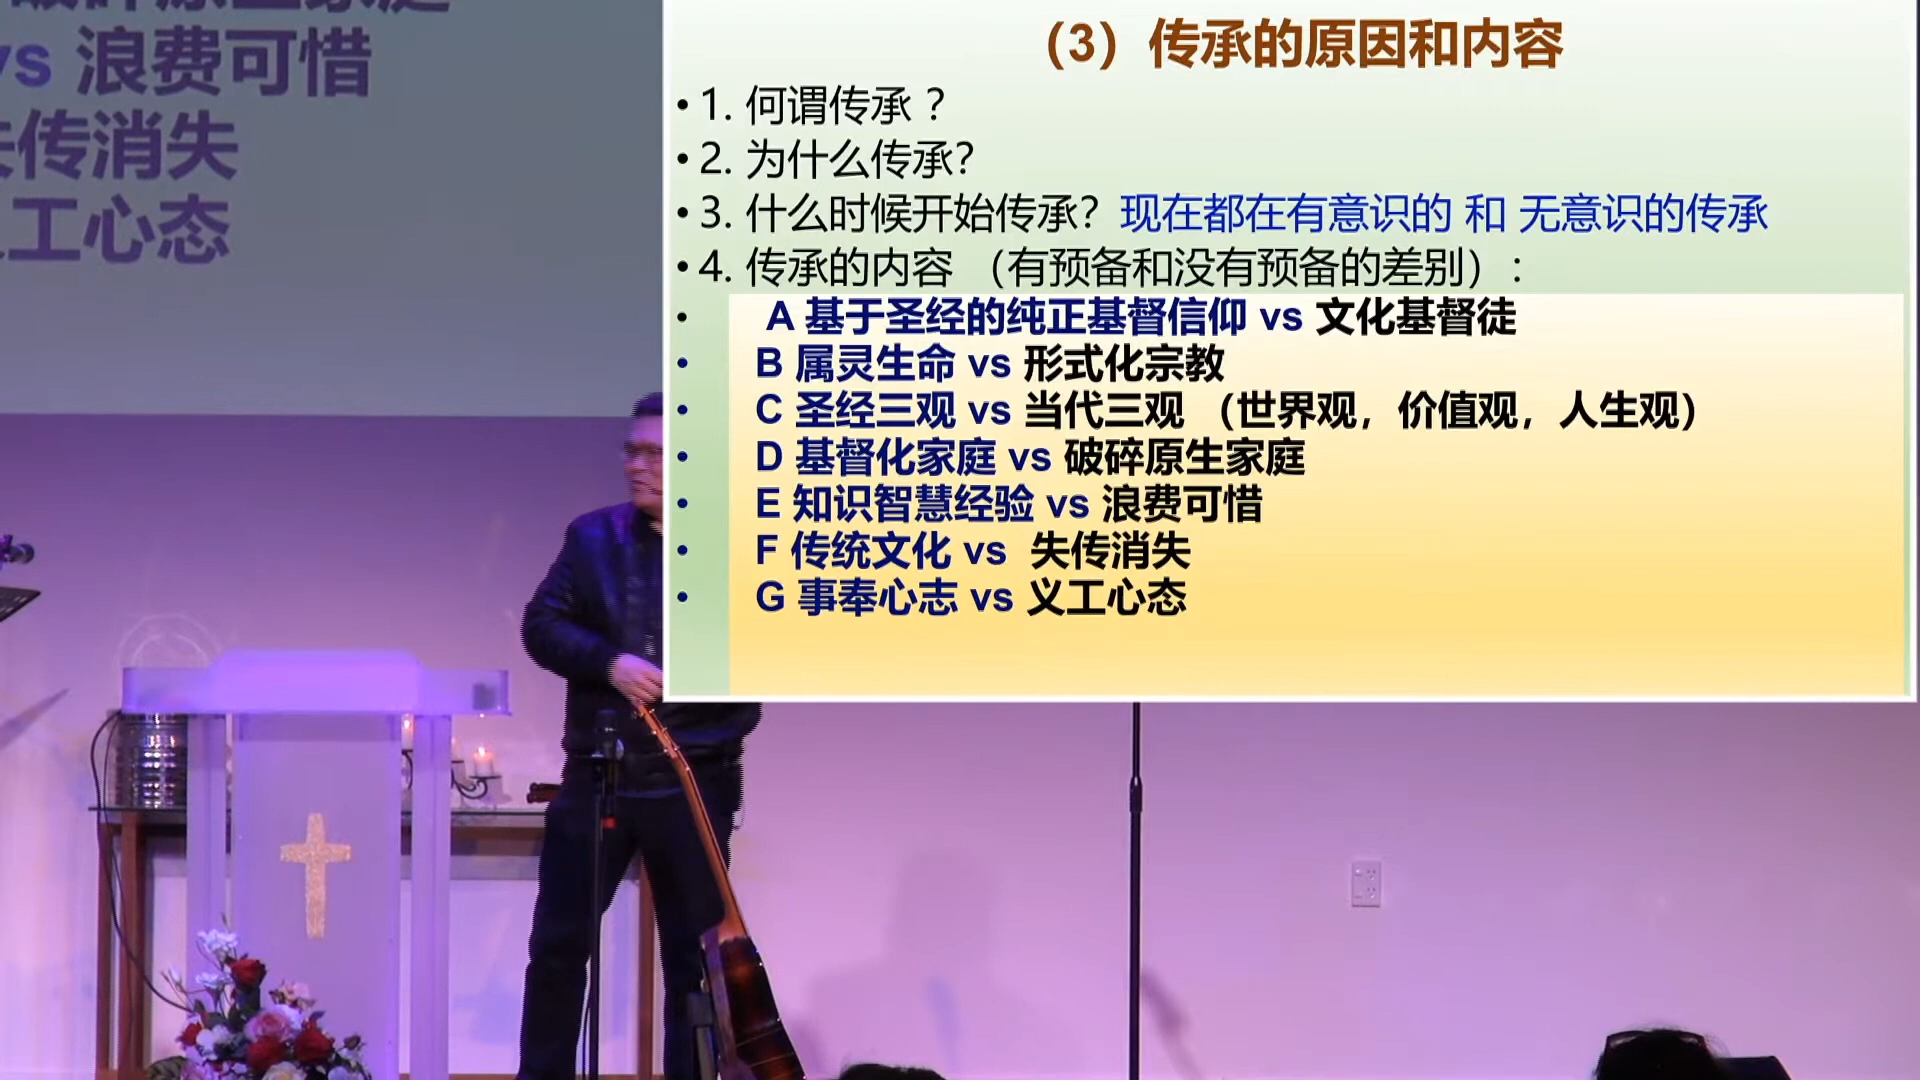 vs 浪费可惜
失传消失
义工心态
（3）传承的原因和内容
• 1. 何谓传承 ？
• 2. 为什么传承？
• 3. 什么时候开始传承？现在都在有意识的 和 无意识的传承
• 4. 传承的内容 （有预备和没有预备的差别）：
• A 基于圣经的纯正基督信仰 vs 文化基督徒
• B 属灵生命 vs 形式化宗教
• C 圣经三观 vs 当代三观 （世界观，价值观，人生观）
• D 基督化家庭 vs 破碎原生家庭
• E 知识智慧经验 vs 浪费可惜
• F 传统文化 vs 失传消失
• G 事奉心志 vs 义工心态